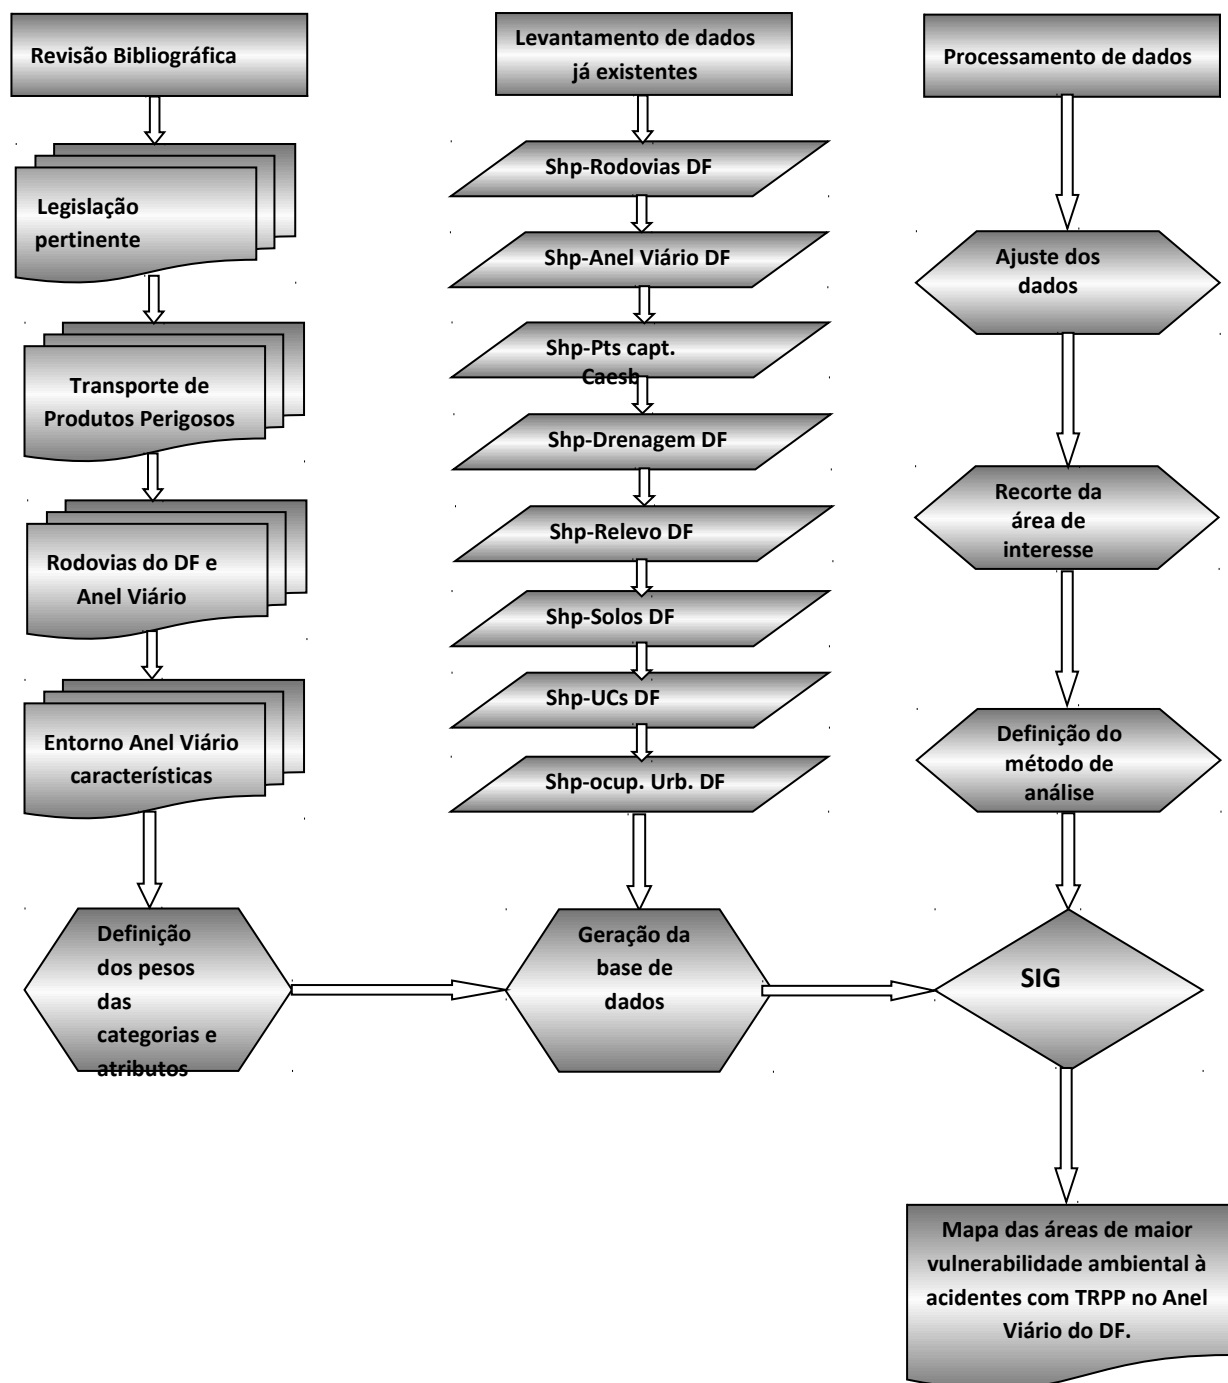 Revisão Bibliográfica
Legislação
pertinente
Transporte de
Produtos Perigosos
Rodovias do DF e
Anel Viário
Entorno Anel Viário
característícas
Definição
dos pesos
das
categorias e
atributos
Levantamento de dados
já existentes
Shp-Rodovias DF
Shp-Anel Viário DF
Shp-Pts capt.
Caesb
Shp-Drenagem DF
Shp-Relevo DF
Shp-Solos DF
Shp-UCs DF
Shp-ocup. Urb. DF
Geração da
base de
dados
Processamento de dados
Ajuste dos
dados
Recorte da
área de
interesse
Definição do
método de
análise
SIG
Mapa das áreas de maior
vulnerabilidade ambiental à
acidentes com TRPP no Anel
Viário do DF.